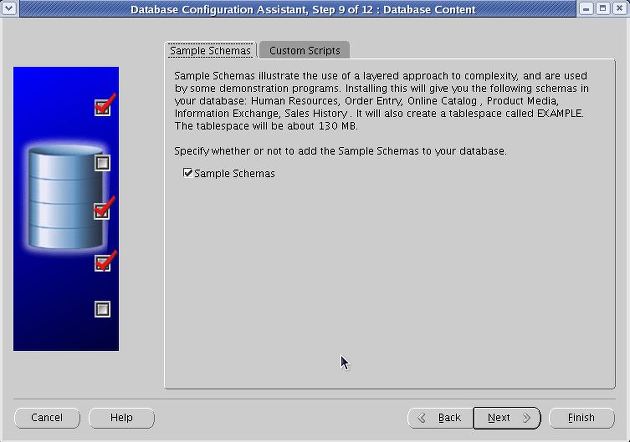 Database Configuration Assistant, Step 9 of 12 : Database Content
Sample Schemas
Custom Scripts
Sample Schemas illustrate the use of a layered approach to complexity, and are used
by some demonstration programs. Installing this will give you the following schemas in
your database: Human Resources, Order Entry, Online Catalog , Product Media,
Information Exchange, Sales History . It will also create a tablespace called EXAMPLE.
The tablespace will be about 130 MB.
Specify whether or not to add the Sample Schemas to your database.
Sample Schemas
Cancel
Help
Back
Next
Finish